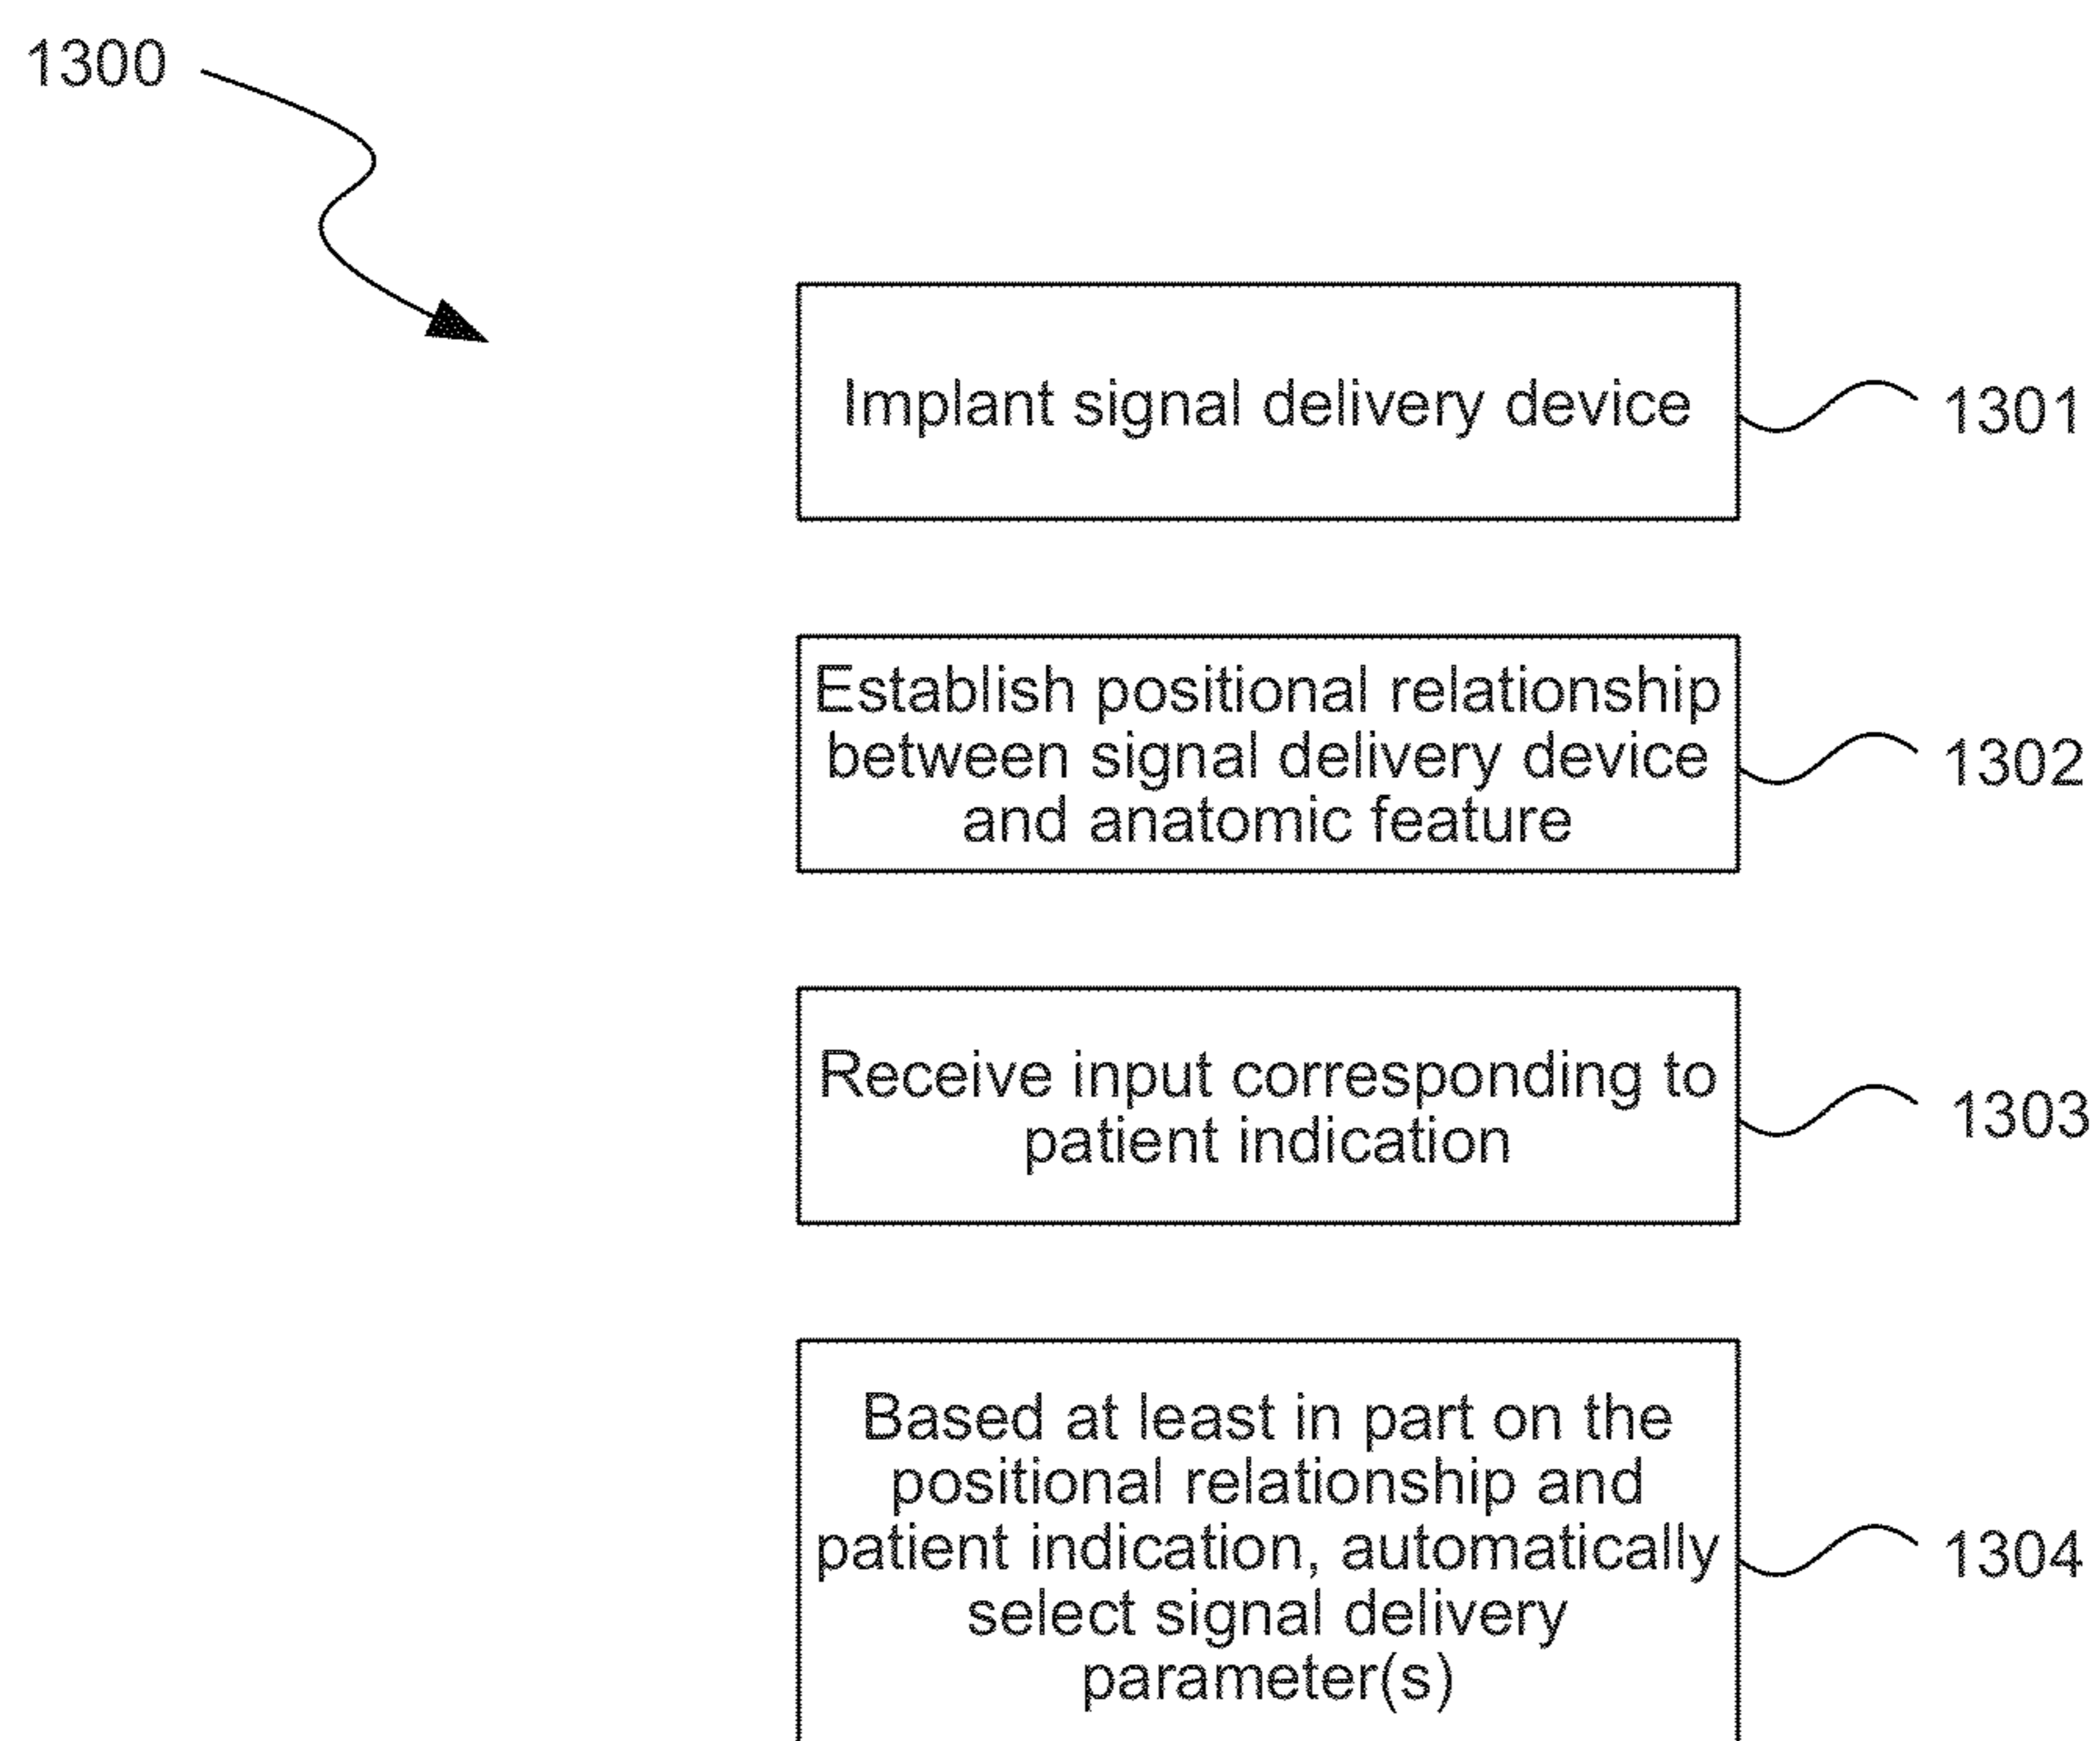 1300
Implant signal delivery device
1301
Establish positional relationship
between signal delivery device
and anatomic feature
1302
Receive input corresponding to
patient indication
1303
Based at least in part on the
positional relationship and
patient indication, automatically
select signal delivery
parameter(s)
1304